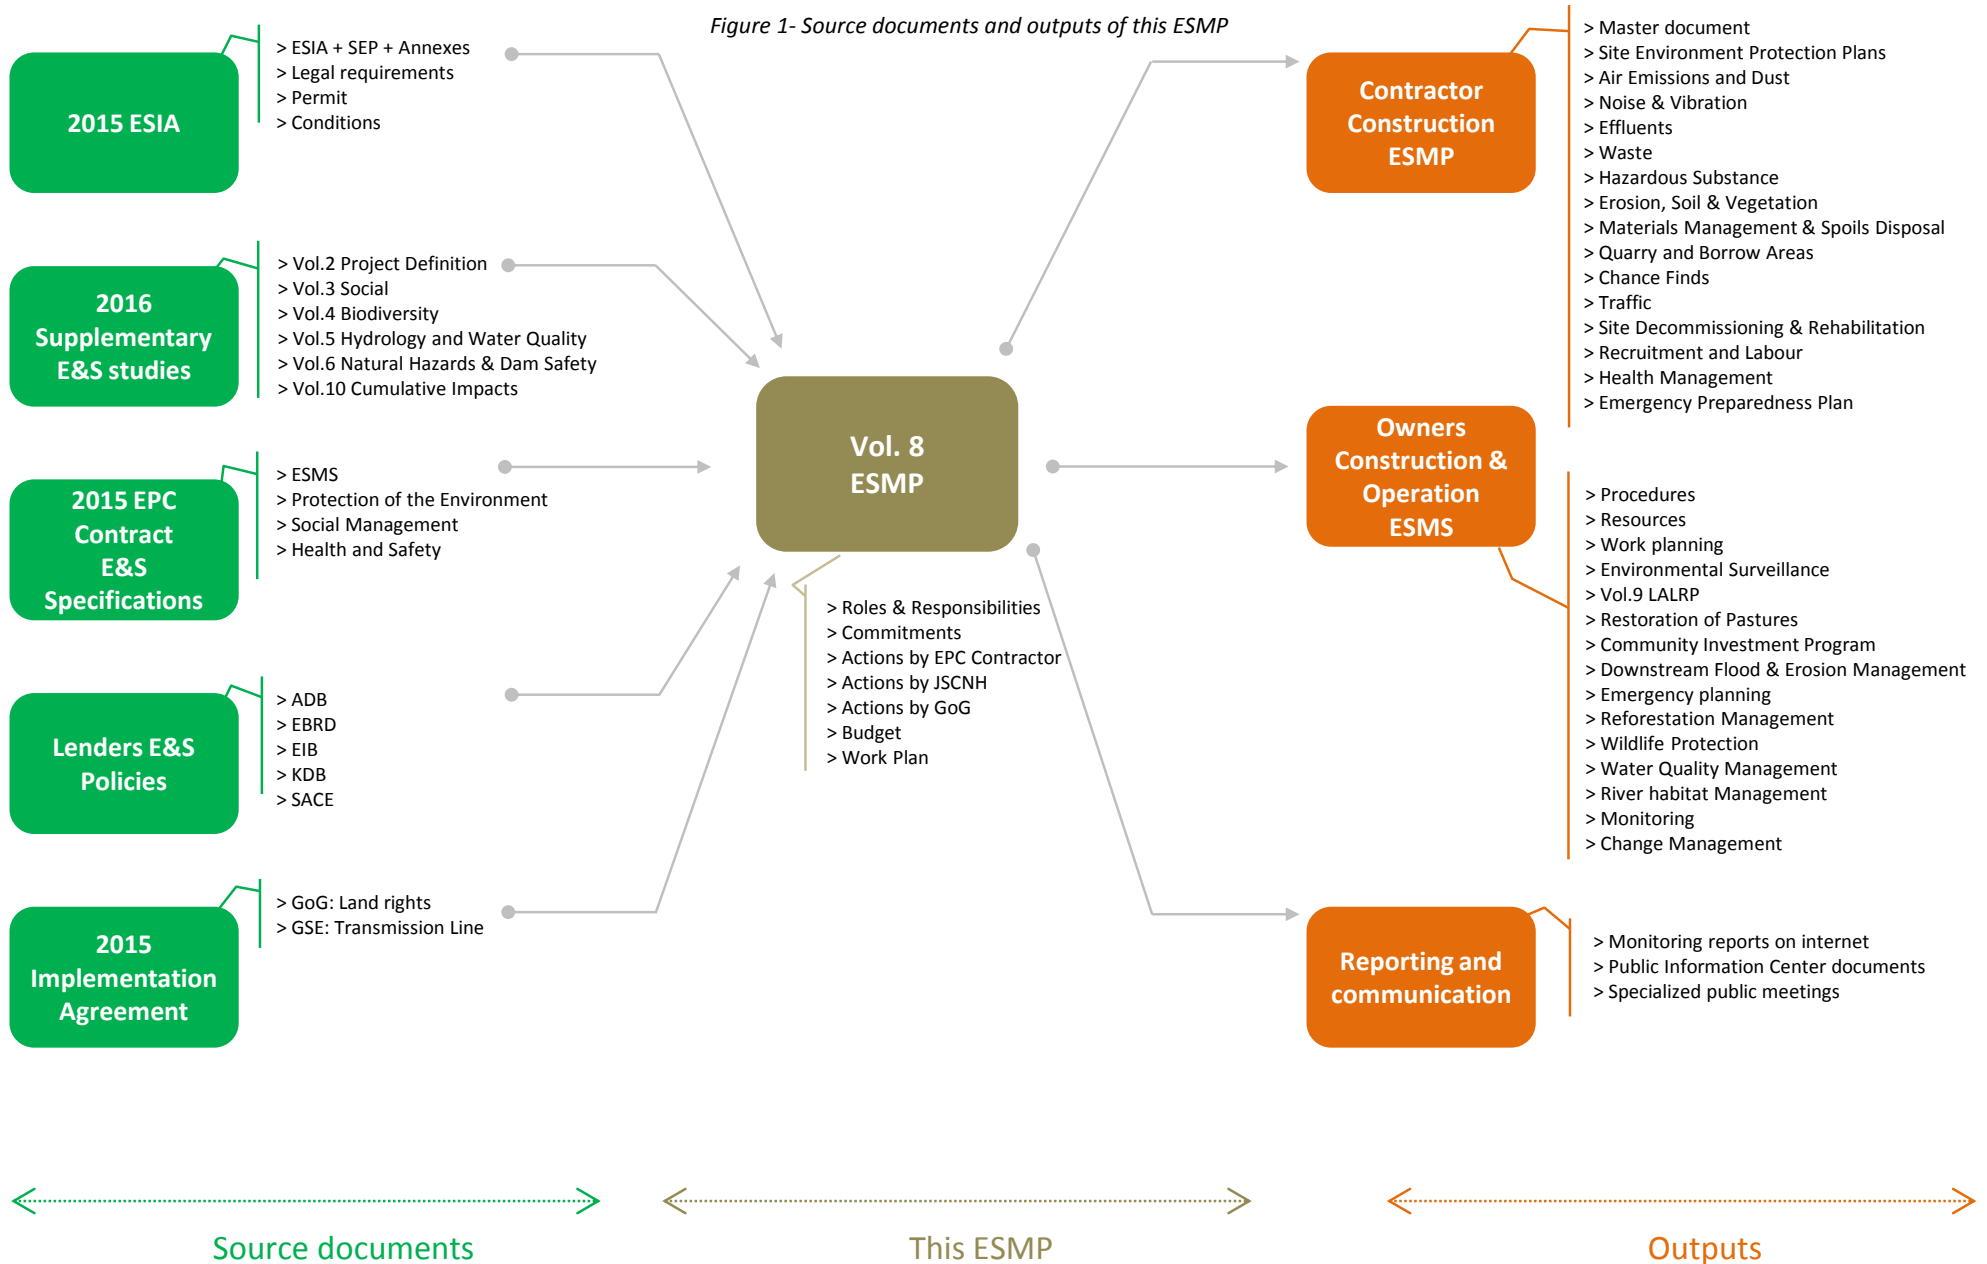 Figure 1- Source documents and outputs of this ESMP
2015 ESIA
> ESIA + SEP + Annexes
> Legal requirements
> Permit
> Conditions
2016
Supplementary
E&S studies
> Vol.2 Project Definition
> Vol.3 Social
> Vol.4 Biodiversity
> Vol.5 Hydrology and Water Quality
> Vol.6 Natural Hazards & Dam Safety
> Vol.10 Cumulative Impacts
2015 EPC
Contract
E&S
Specifications
> ESMS
> Protection of the Environment
> Social Management
> Health and Safety
Lenders E&S
Policies
> ADB
> EBRD
> EIB
> KDB
> SACE
2015
Implementation
Agreement
> GoG: Land rights
> GSE: Transmission Line
Vol. 8
ESMP
> Roles & Responsibilities
> Commitments
> Actions by EPC Contractor
> Actions by JSCNH
> Actions by GoG
> Budget
> Work Plan
Contractor
Construction
ESMP
> Master document
> Site Environment Protection Plans
> Air Emissions and Dust
> Noise & Vibration
> Effluents
> Waste
> Hazardous Substance
> Erosion, Soil & Vegetation
> Materials Management & Spoils Disposal
> Quarry and Borrow Areas
> Chance Finds
> Traffic
> Site Decommissioning & Rehabilitation
> Recruitment and Labour
> Health Management
> Emergency Preparedness Plan
Owners
Construction &
Operation
ESMS
> Procedures
> Resources
> Work planning
> Environmental Surveillance
> Vol.9 LALRP
> Restoration of Pastures
> Community Investment Program
> Downstream Flood & Erosion Management
> Emergency planning
> Reforestation Management
> Wildlife Protection
> Water Quality Management
> River habitat Management
> Monitoring
> Change Management
Reporting and
communication
> Monitoring reports on internet
> Public Information Center documents
> Specialized public meetings
Source documents
This ESMP
Outputs